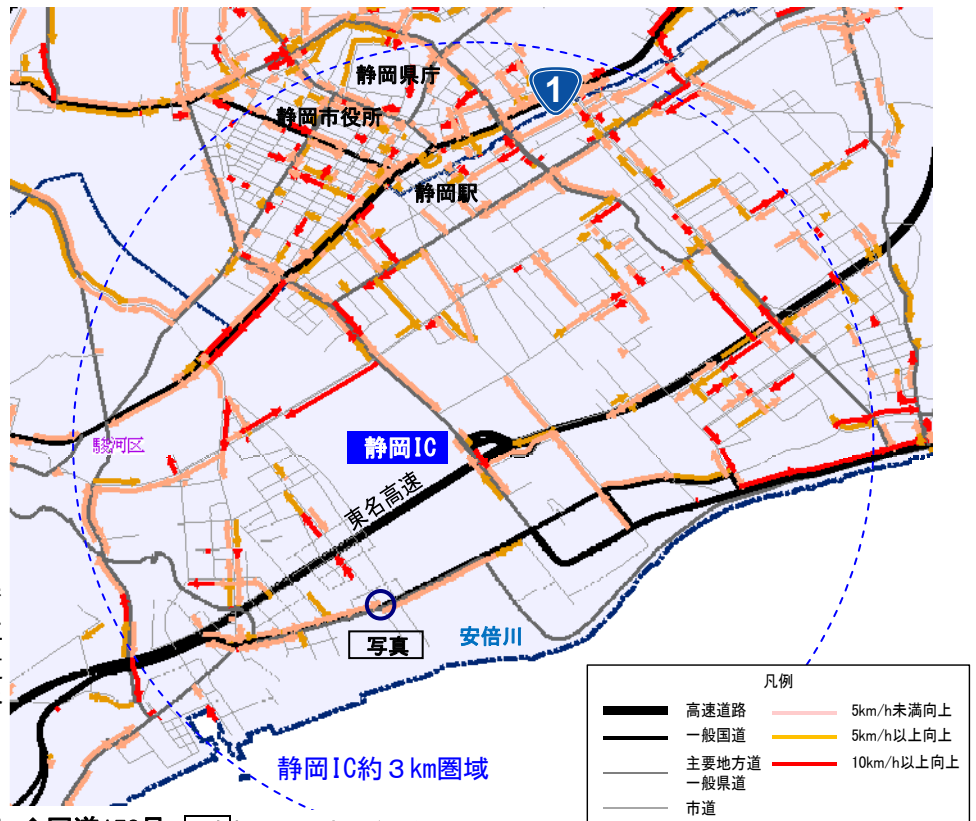 静岡県庁
1
静岡市役所
静岡駅
駿河区
静岡IC
東名高速
写真
安倍川
静岡IC約3km圏域
凡例
高速道路
5km/h未満向上
一般国道
5km/h以上向上
主要地方道
一般県道
10km/h以上向上
市道